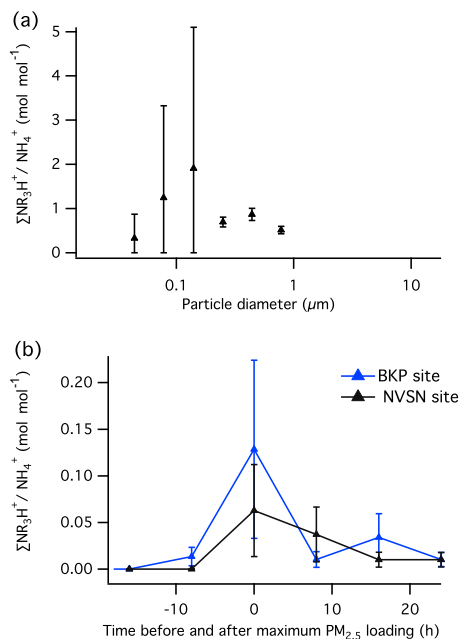 (a)
∑NR₃H⁺/ NH₄⁺ (mol mol⁻¹)
5
4
3
2
1
0
0.1
1
10
Particle diameter (µm)
(b)
∑NR₃H⁺/ NH₄⁺ (mol mol⁻¹)
BKP site
NVSN site
0.20
0.15
0.10
0.05
0.00
-10
0
10
20
Time before and after maximum PM₂.₅ loading (h)